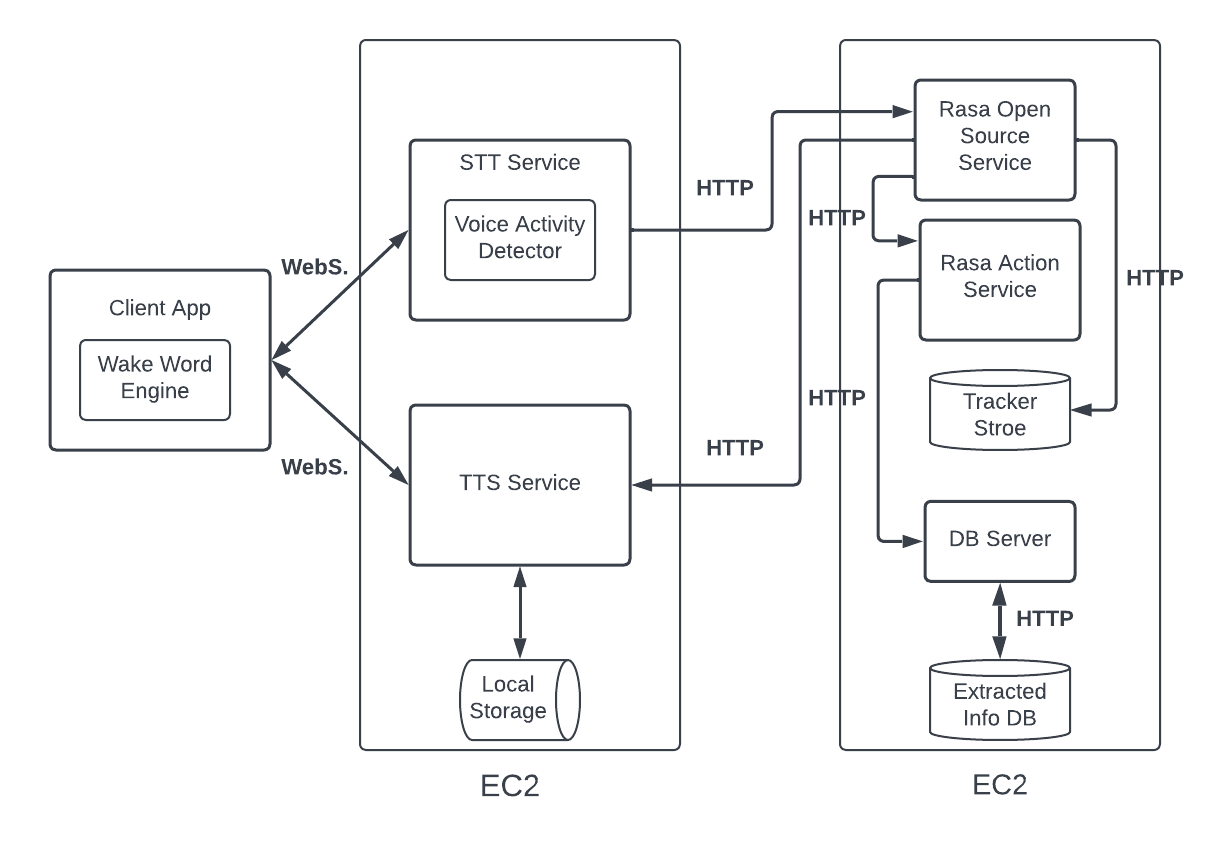 Client App
Wake Word
Engine
WebS.
WebS.
STT Service
Voice Activity
Detector
TTS Service
Local
Storage
EC2
HTTP
HTTP
HTTP
HTTP
Rasa Open
Source
Service
Rasa Action
Service
HTTP
Tracker
Stroe
DB Server
HTTP
Extracted
Info DB
EC2